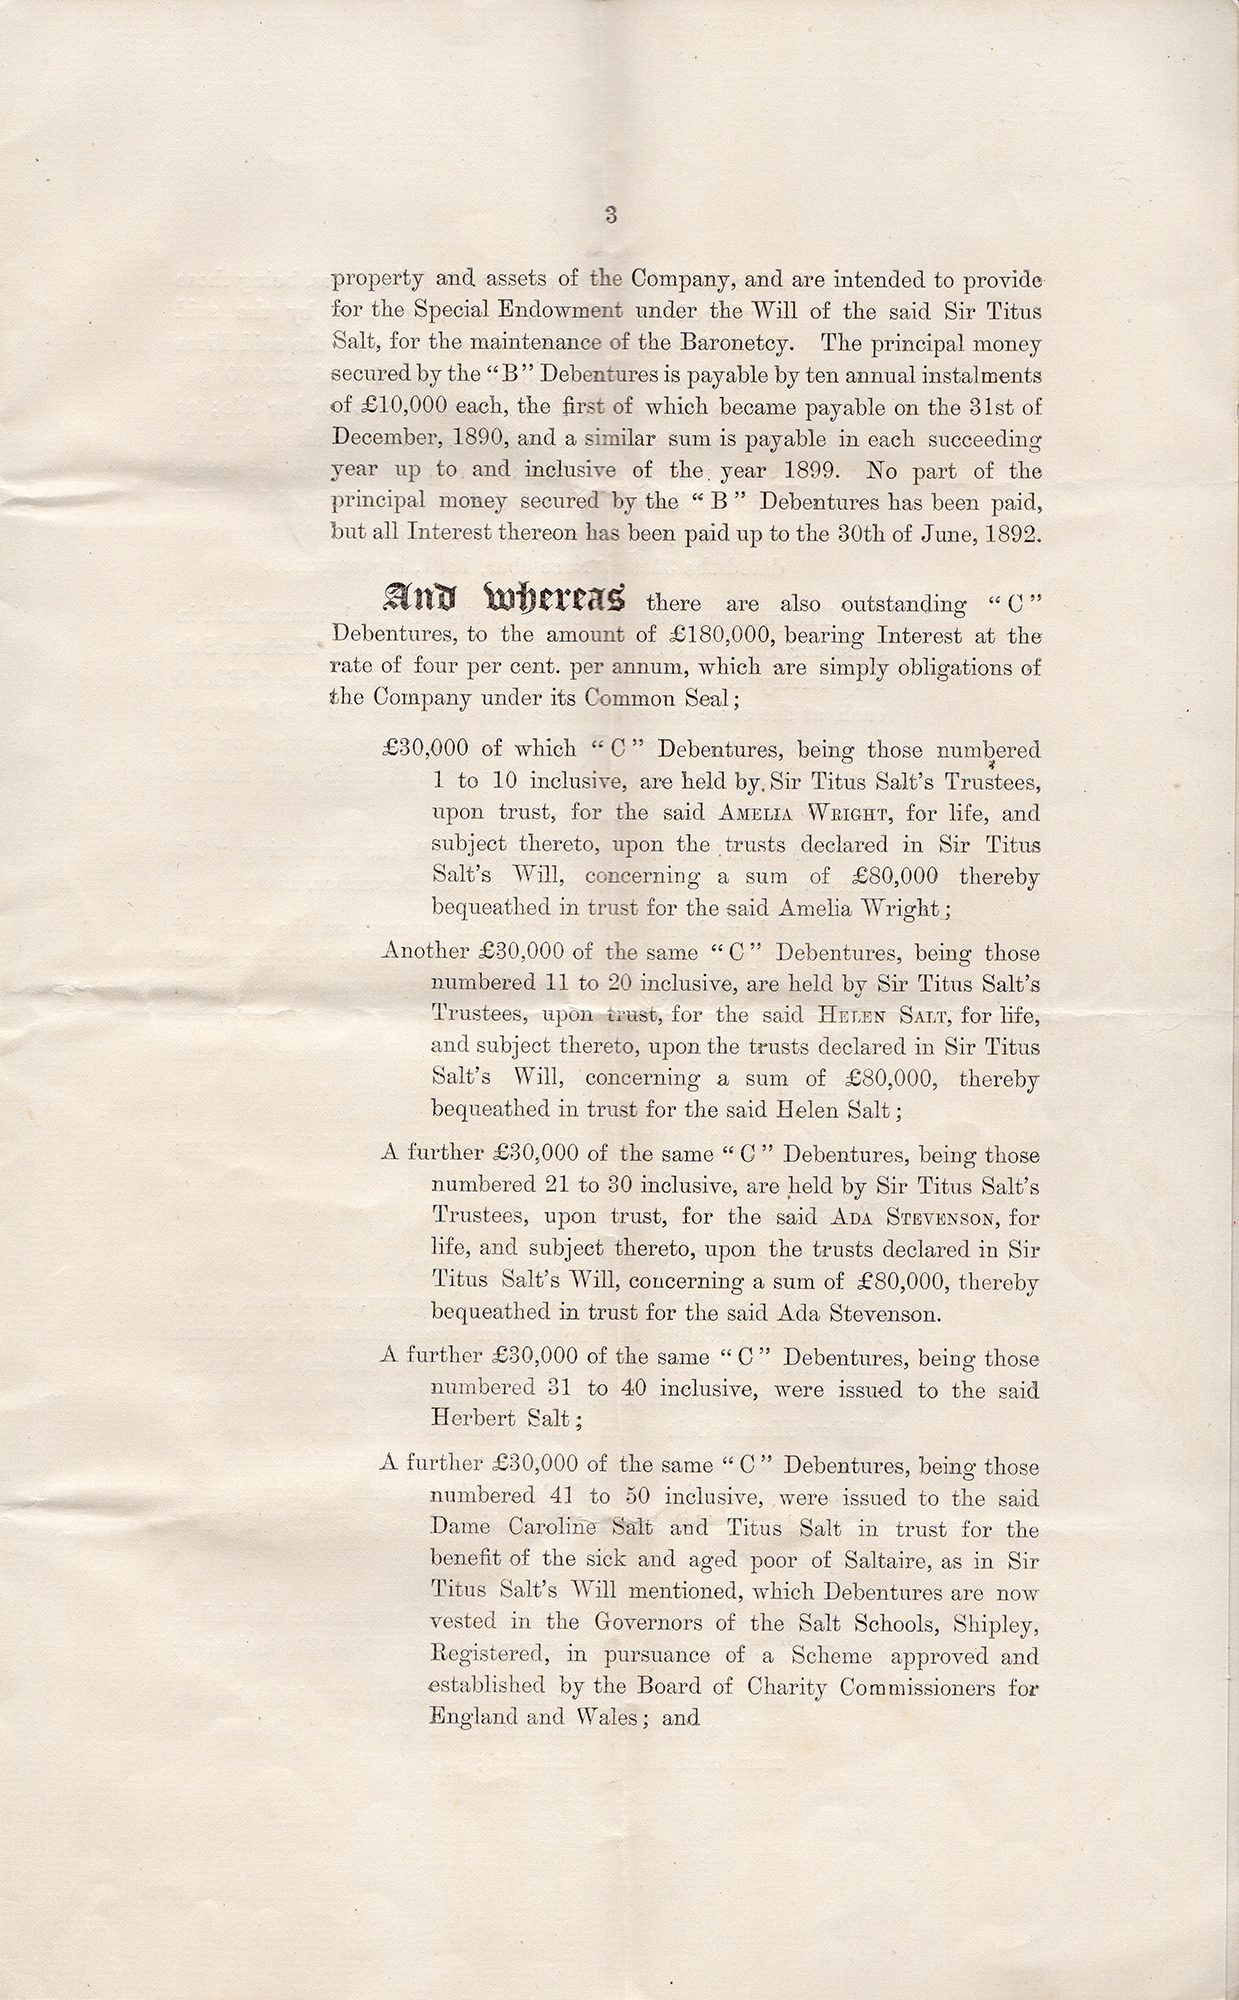 3
property and assets of the Company, and are intended to provide
for the Special Endowment under the Will of the said Sir Titus
Salt, for the maintenance of the Baronetcy. The principal money
secured by the “B” Debentures is payable by ten annual instalments
of £10,000 each, the first of which became payable on the 31st of
December, 1890, and a similar sum is payable in each succeeding
year up to and inclusive of the year 1899. No part of the
principal money secured by the “B” Debentures has been paid,
but all Interest thereon has been paid up to the 30th of June, 1892.
And whereas there are also outstanding “C”
Debentures, to the amount of £180,000, bearing Interest at the
rate of four per cent. per annum, which are simply obligations of
the Company under its Common Seal;
£30,000 of which “C” Debentures, being those numbered
1 to 10 inclusive, are held by Sir Titus Salt’s Trustees,
upon trust, for the said AMELIA WRIGHT, for life, and
subject thereto, upon the trusts declared in Sir Titus
Salt’s Will, concerning a sum of £80,000 thereby
bequeathed in trust for the said Amelia Wright;
Another £30,000 of the same “C” Debentures, being those
numbered 11 to 20 inclusive, are held by Sir Titus Salt’s
Trustees, upon trust, for the said HELEN SALT, for life,
and subject thereto, upon the trusts declared in Sir Titus
Salt’s Will, concerning a sum of £80,000, thereby
bequeathed in trust for the said Helen Salt;
A further £30,000 of the same “C” Debentures, being those
numbered 21 to 30 inclusive, are held by Sir Titus Salt’s
Trustees, upon trust, for the said ADA STEVENSON, for
life, and subject thereto, upon the trusts declared in Sir
Titus Salt’s Will, concerning a sum of £80,000, thereby
bequeathed in trust for the said Ada Stevenson.
A further £30,000 of the same “C” Debentures, being those
numbered 31 to 40 inclusive, were issued to the said
Herbert Salt;
A further £30,000 of the same “C” Debentures, being those
numbered 41 to 50 inclusive, were issued to the said
Dame Caroline Salt and Titus Salt in trust for the
benefit of the sick and aged poor of Saltaire, as in Sir
Titus Salt’s Will mentioned, which Debentures are now
vested in the Governors of the Salt Schools, Shipley,
Registered, in pursuance of a Scheme approved and
established by the Board of Charity Commissioners for
England and Wales; and